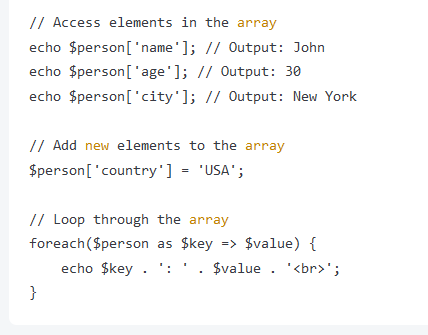 // Access elements in the array
echo $person['name']; // Output: John
echo $person['age']; // Output: 30
echo $person['city']; // Output: New York
// Add new elements to the array
$person['country'] = 'USA';
// Loop through the array
foreach($person as $key => $value) {
    echo $key . ': ' . $value . '<br>';
}